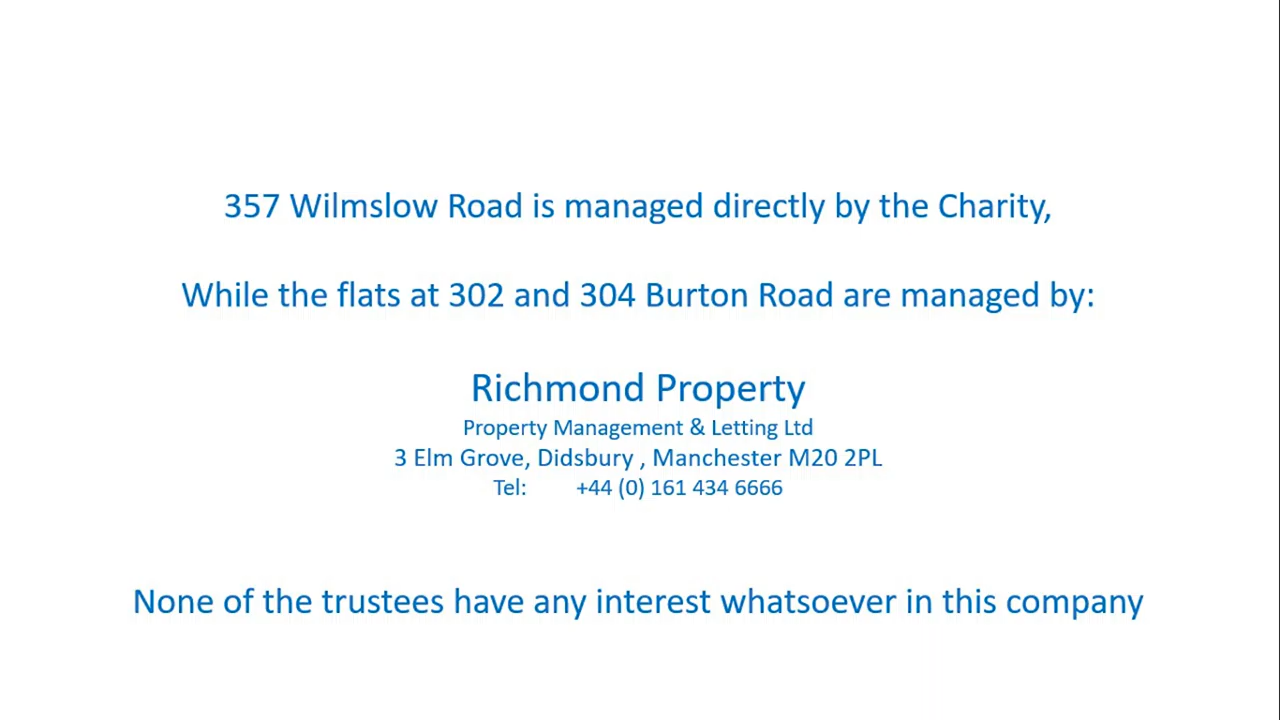 357 Wilmslow Road is managed directly by the Charity,
While the flats at 302 and 304 Burton Road are managed by:
Richmond Property
Property Management & Letting Ltd
3 Elm Grove, Didsbury , Manchester M20 2PL
Tel: +44 (0) 161 434 6666
None of the trustees have any interest whatsoever in this company